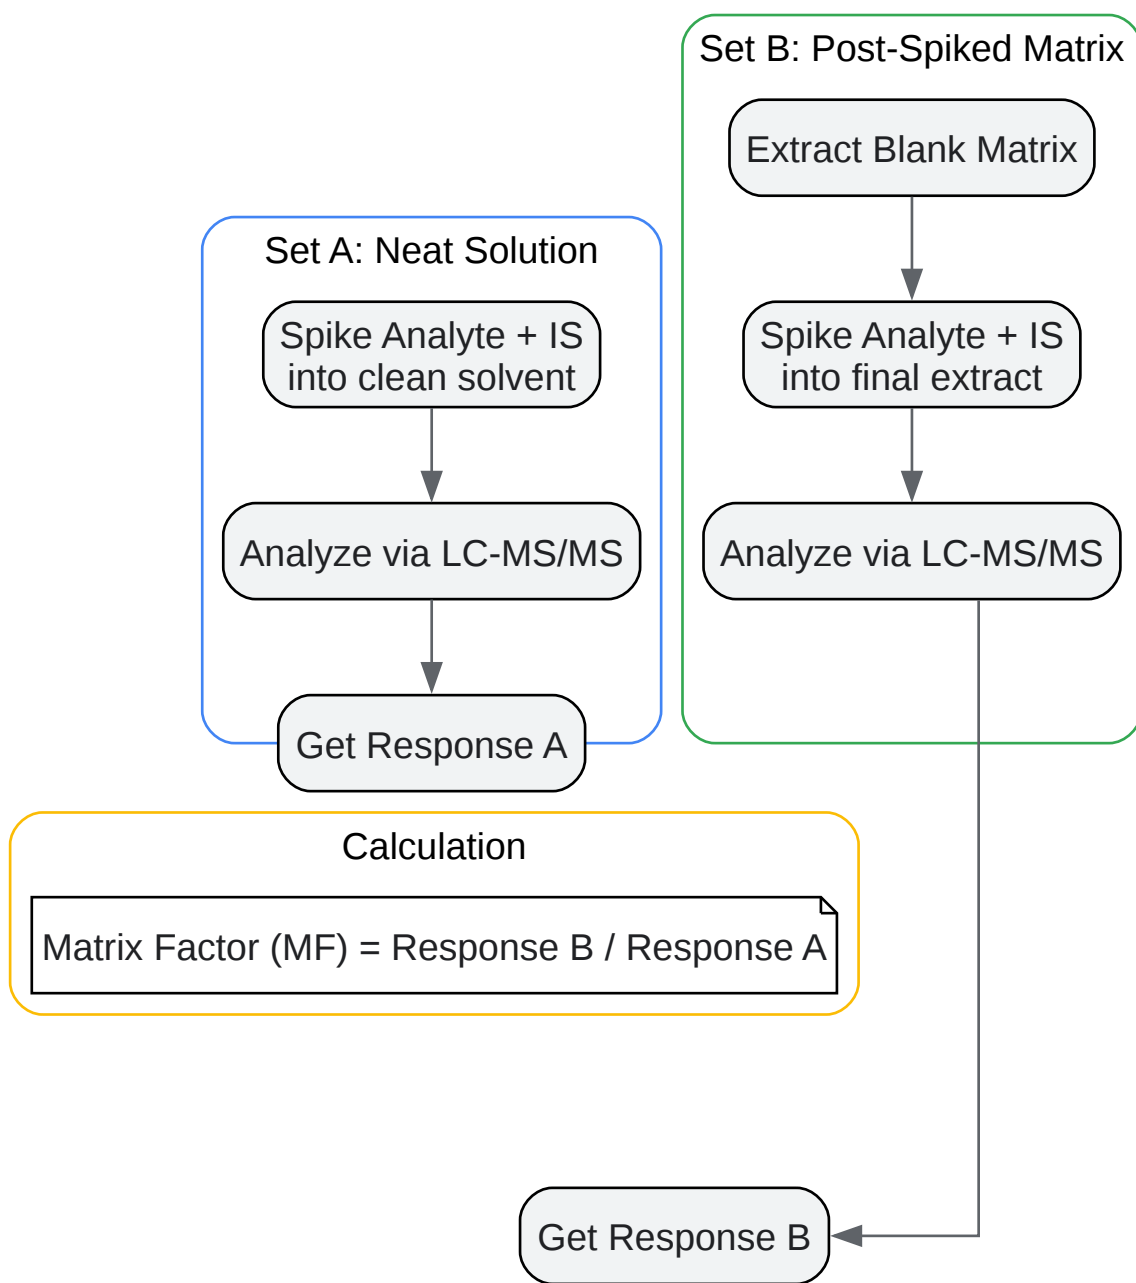 Set B: Post-Spiked Matrix
Extract Blank Matrix
Spike Analyte + IS
into final extract
Analyze via LC-MS/MS
Set A: Neat Solution
Spike Analyte + IS
into clean solvent
Analyze via LC-MS/MS
Get Response A
Calculation
Matrix Factor (MF) = Response B / Response A
Get Response B